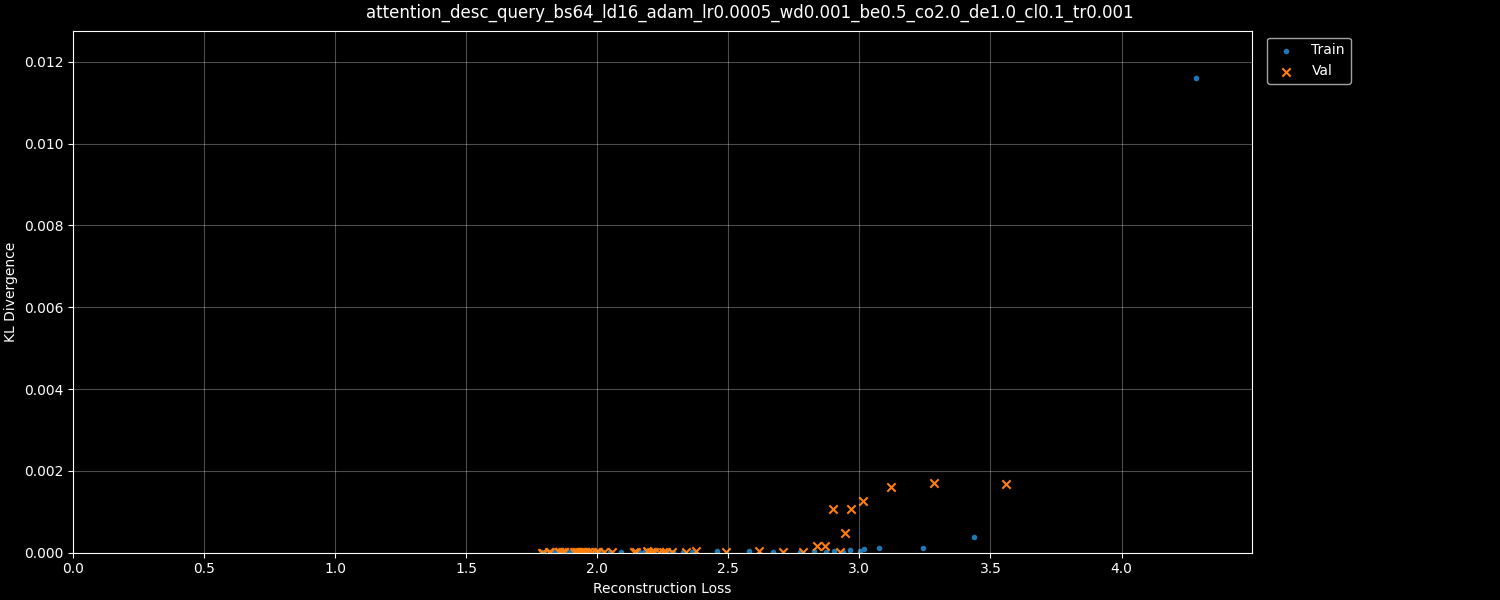 attention_desc_query_bs64_ld16_adam_lr0.0005_wd0.001_be0.5_co2.0_de1.0_cl0.1_tr0.001
Train
Val
0.012
0.010
0.008
0.006
0.004
0.002
0.000
KL Divergence
0.0 0.5 1.0 1.5 2.0 2.5 3.0 3.5 4.0
Reconstruction Loss